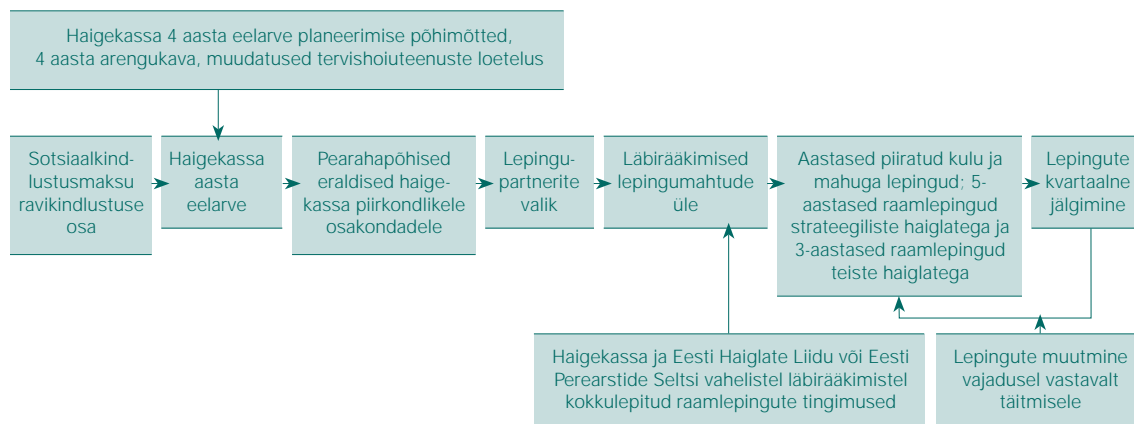 Haigekassa 4 aasta eelarve planeerimise põhimõtted,
4 aasta arengukava, muudatused tervishoiuteenuste loetelus
Sotsiaalkind-
lustusmaksu
ravikindlustuse
osa
Haigekassa
aasta
eelarve
Pearahapõhised
eraldised haige-
kassa piirkondlikele
osakondadele
Lepingu-
partnerite
valik
Läbirääkimised
lepingumahtude
üle
Aastased piiratud kulu ja
mahuga lepingud; 5-
aastased raamlepingud
strateegiliste haiglatega ja
3-aastased raamlepingud
teiste haiglatega
Lepingute
kvartaalne
jälgimine
Haigekassa ja Eesti Haiglate Liidu või Eesti
Perearstide Seltsi vahelistel läbirääkimistel
kokkulepitud raamlepingute tingimused
Lepingute muutmine
vajadusel vastavalt
täitmisele